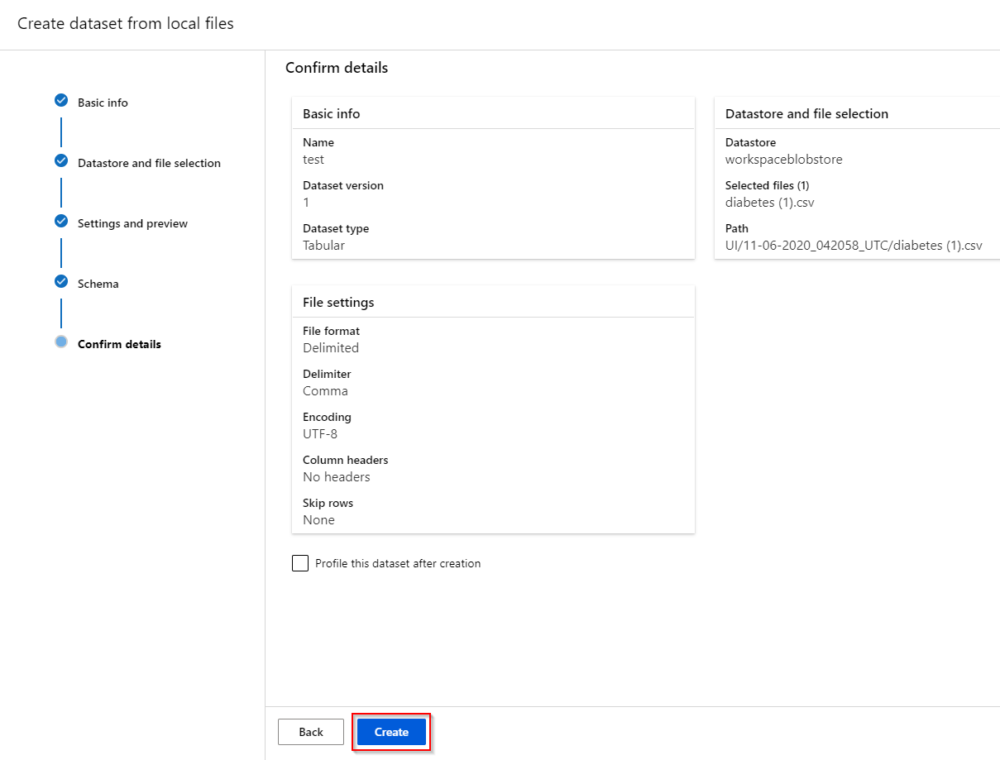 Create dataset from local files
Basic info
Datastore and file selection
Settings and preview
Schema
Confirm details
Confirm details
Basic info
Name
test
Dataset version
1
Dataset type
Tabular
Datastore and file selection
Datastore
workspaceblobstore
Selected files (1)
diabetes (1).csv
Path
UI/11-06-2020_042058_UTC/diabetes (1).csv
File settings
File format
Delimited
Delimiter
Comma
Encoding
UTF-8
Column headers
No headers
Skip rows
None
Profile this dataset after creation
Back
Create